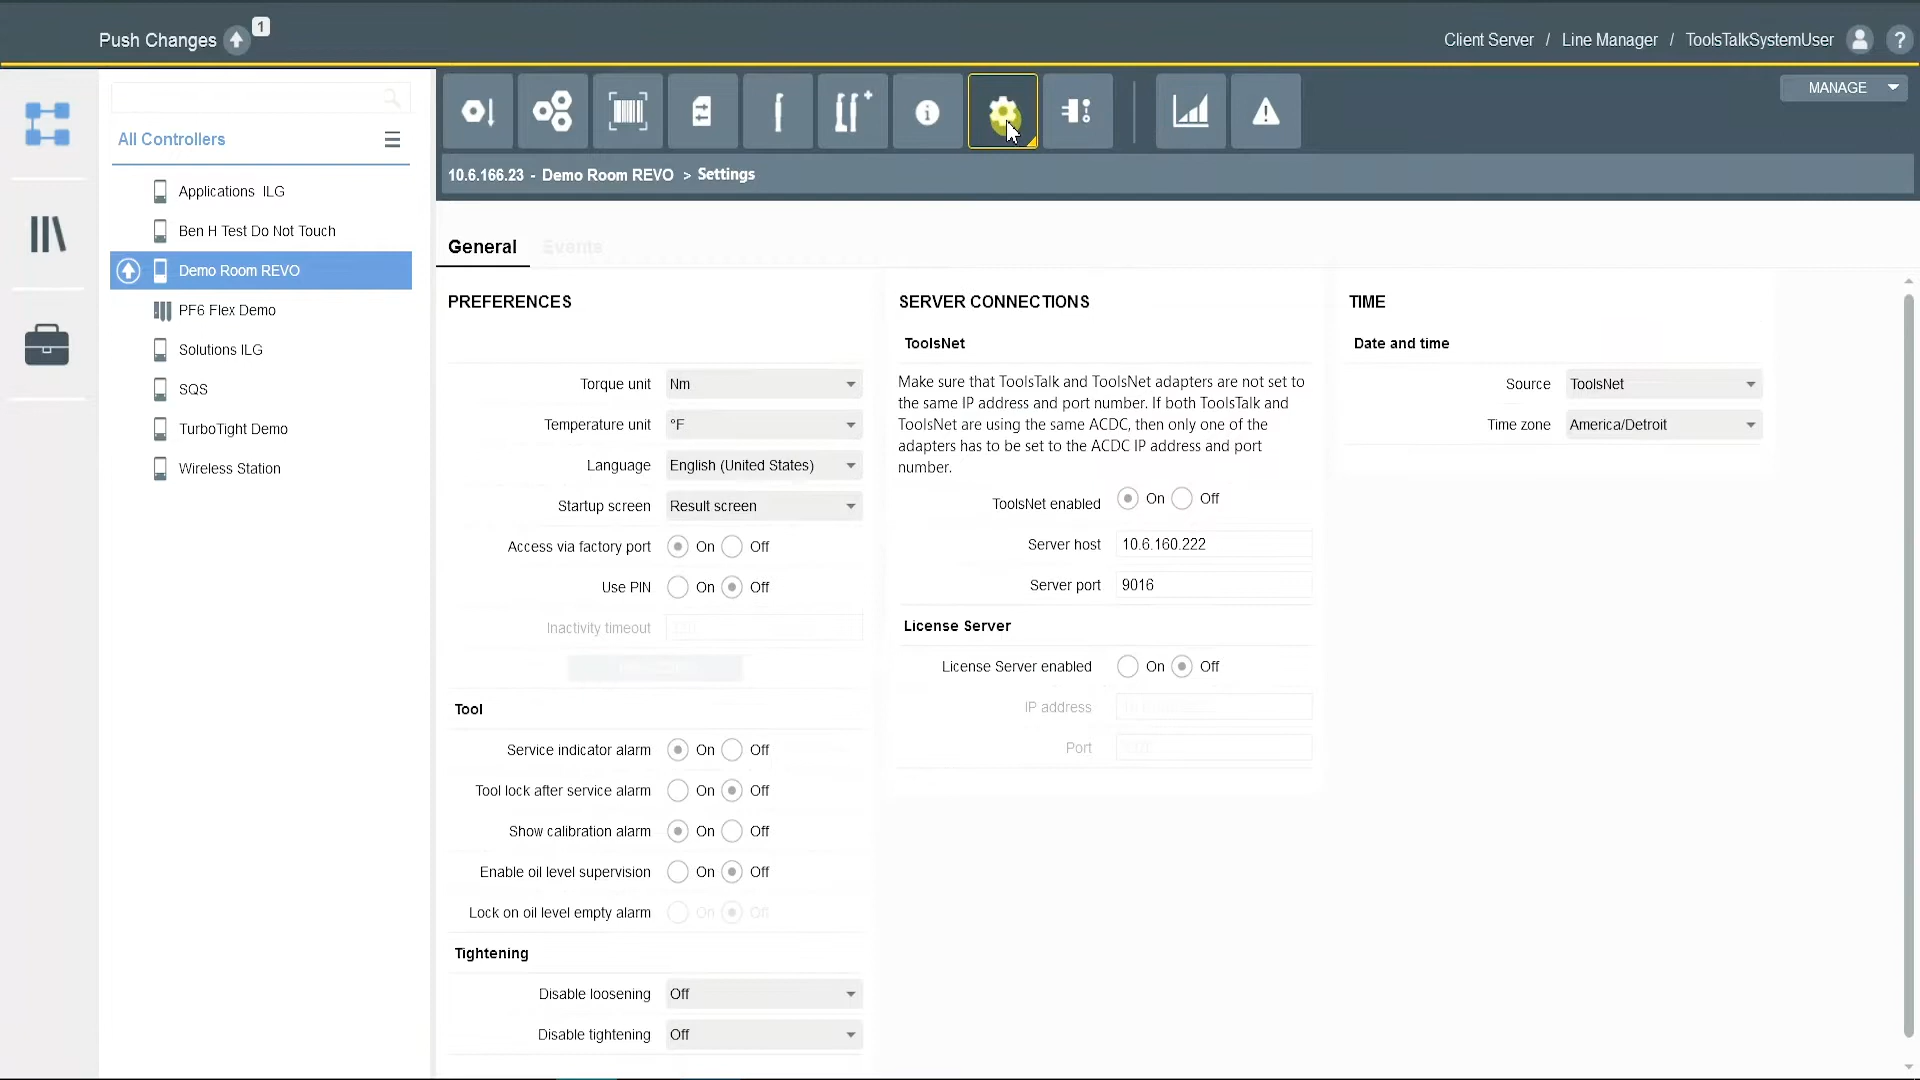 Push Changes 1
Client Server / Line Manager / ToolsTalkSystemUser ?
MANAGE
All Controllers
10.6.166.23 - Demo Room REVO > Settings
Applications ILG
Ben H Test Do Not Touch
Demo Room REVO
PF6 Flex Demo
Solutions ILG
SQS
TurboTight Demo
Wireless Station
General Events
PREFERENCES
Torque unit Nm
Temperature unit °F
Language English (United States)
Startup screen Result screen
Access via factory port On Off
Use PIN On Off
Inactivity timeout
Tool
Service indicator alarm On Off
Tool lock after service alarm On Off
Show calibration alarm On Off
Enable oil level supervision On Off
Lock on oil level empty alarm On Off
Tightening
Disable loosening Off
Disable tightening Off
SERVER CONNECTIONS
ToolsNet
Make sure that ToolsTalk and ToolsNet adapters are not set to
the same IP address and port number. If both ToolsTalk and
ToolsNet are using the same ACDC, then only one of the
adapters has to be set to the ACDC IP address and port
number.
ToolsNet enabled On Off
Server host 10.6.160.222
Server port 9016
License Server
License Server enabled On Off
IP address
Port
TIME
Date and time
Source ToolsNet
Time zone America/Detroit